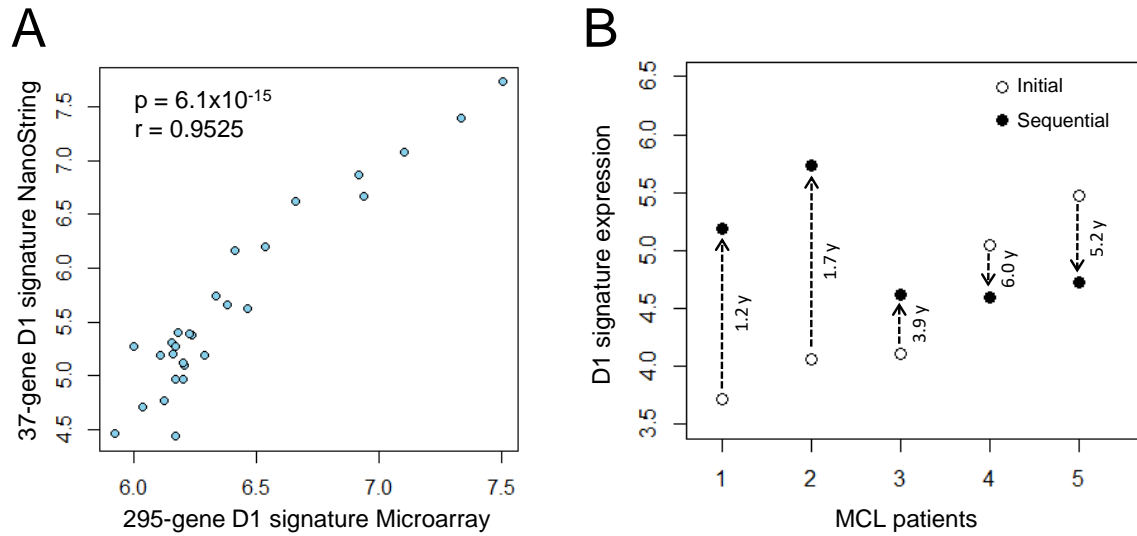 A
p = 6.1x10-15
r = 0.9525
37-gene D1 signature NanoString
7.5
7.0
6.5
6.0
5.5
5.0
4.5
6.0 6.5 7.0 7.5
295-gene D1 signature Microarray
B
Initial
Sequential
D1 signature expression
6.5
6.0
5.5
5.0
4.5
4.0
3.5
1.2 y
1.7 y
3.9 y
6.0 y
5.2 y
1 2 3 4 5
MCL patients